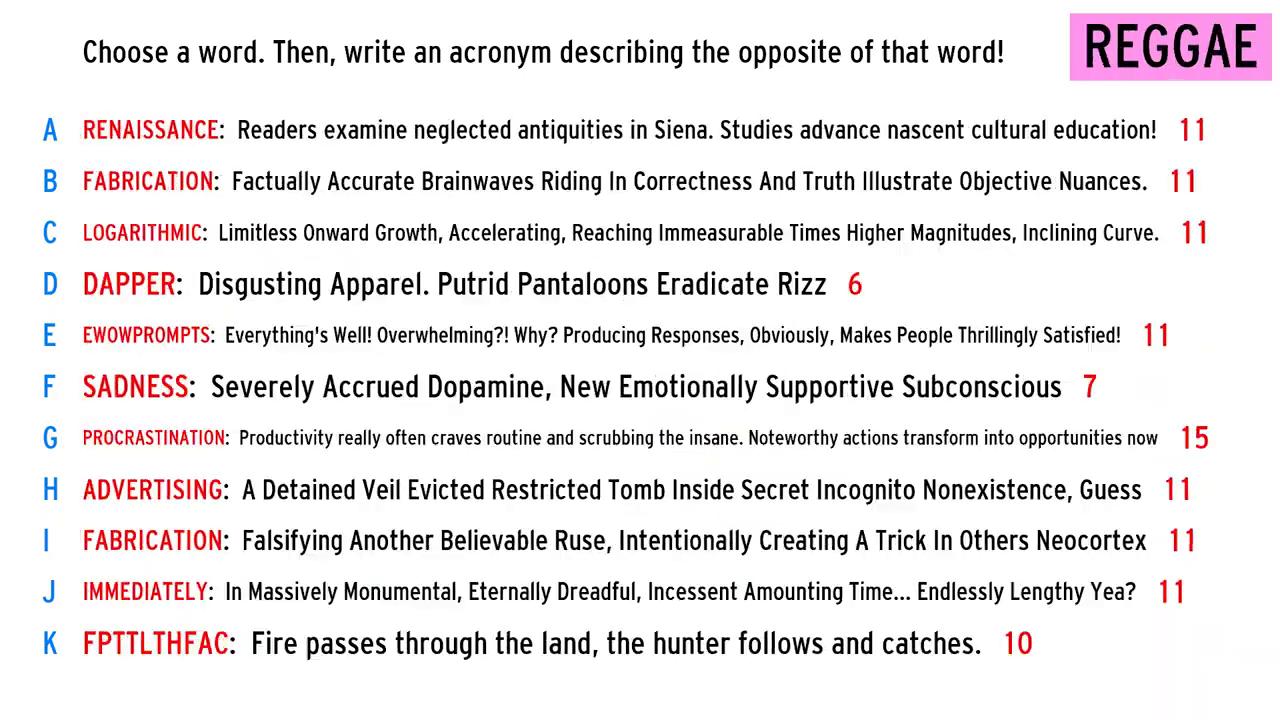 Choose a word. Then, write an acronym describing the opposite of that word!
REGGAE
A RENAISSANCE: Readers examine neglected antiquities in Siena. Studies advance nascent cultural education! 11
B FABRICATION: Factually Accurate Brainwaves Riding In Correctness And Truth Illustrate Objective Nuances. 11
C LOGARITHMIC: Limitless Onward Growth, Accelerating, Reaching Immeasurable Times Higher Magnitudes, Inclining Curve. 11
D DAPPER: Disgusting Apparel. Putrid Pantaloons Eradicate Rizz 6
E EWOWPROMPTS: Everything's Well! Overwhelming?! Why? Producing Responses, Obviously, Makes People Thrillingly Satisfied! 11
F SADNESS: Severely Accrued Dopamine, New Emotionally Supportive Subconscious 7
G PROCRASTINATION: Productivity really often craves routine and scrubbing the insane. Noteworthy actions transform into opportunities now 15
H ADVERTISING: A Detained Veil Evicted Restricted Tomb Inside Secret Incognito Nonexistence, Guess 11
I FABRICATION: Falsifying Another Believable Ruse, Intentionally Creating A Trick In Others Neocortex 11
J IMMEDIATELY: In Massively Monumental, Eternally Dreadful, Incessent Amounting Time... Endlessly Lengthy Yea? 11
K FPTTLTHFAC: Fire passes through the land, the hunter follows and catches. 10